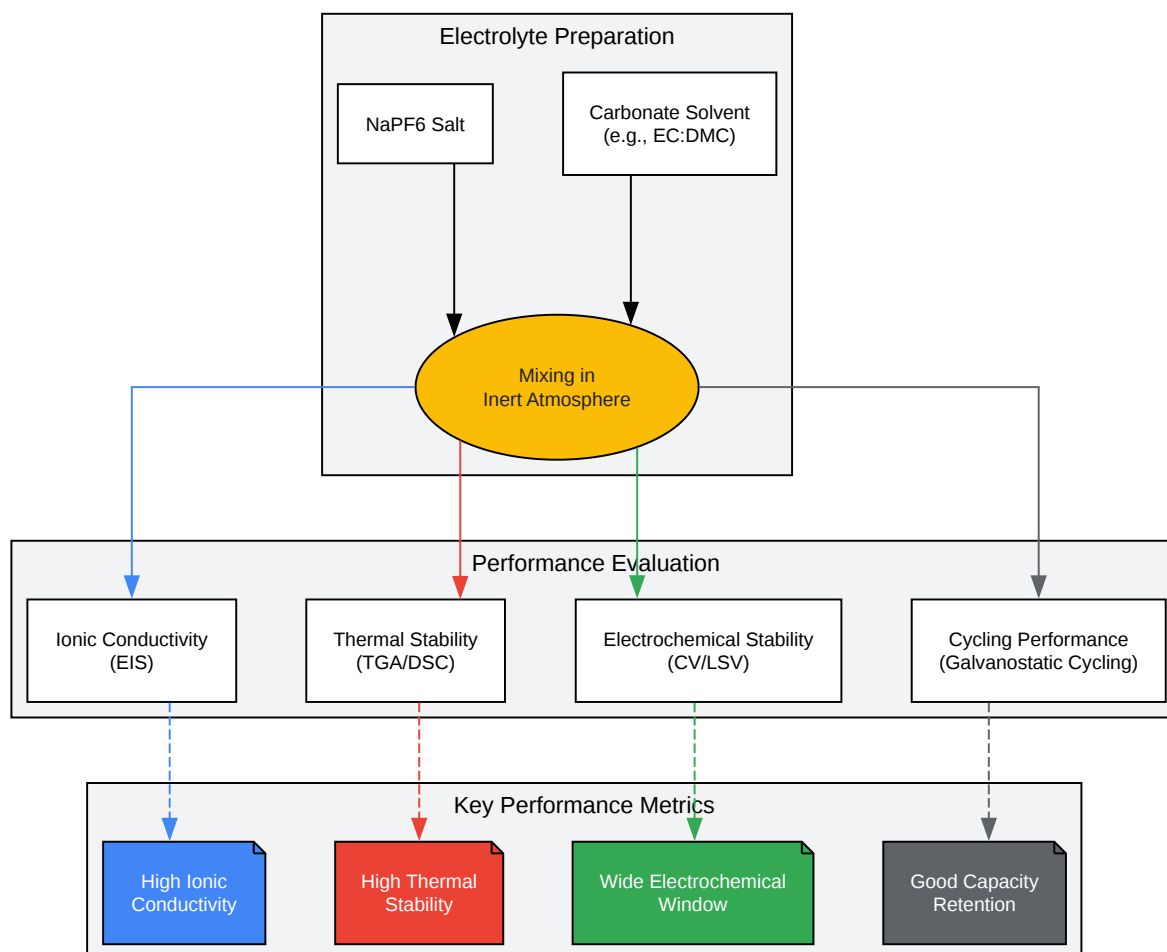 Electrolyte Preparation
NaPF6 Salt
Carbonate Solvent
(e.g., EC:DMC)
Mixing in
Inert Atmosphere
Performance Evaluation
Ionic Conductivity
(EIS)
Thermal Stability
(TGA/DSC)
Electrochemical Stability
(CV/LSV)
Cycling Performance
(Galvanostatic Cycling)
Key Performance Metrics
High Ionic
Conductivity
High Thermal
Stability
Wide Electrochemical
Window
Good Capacity
Retention